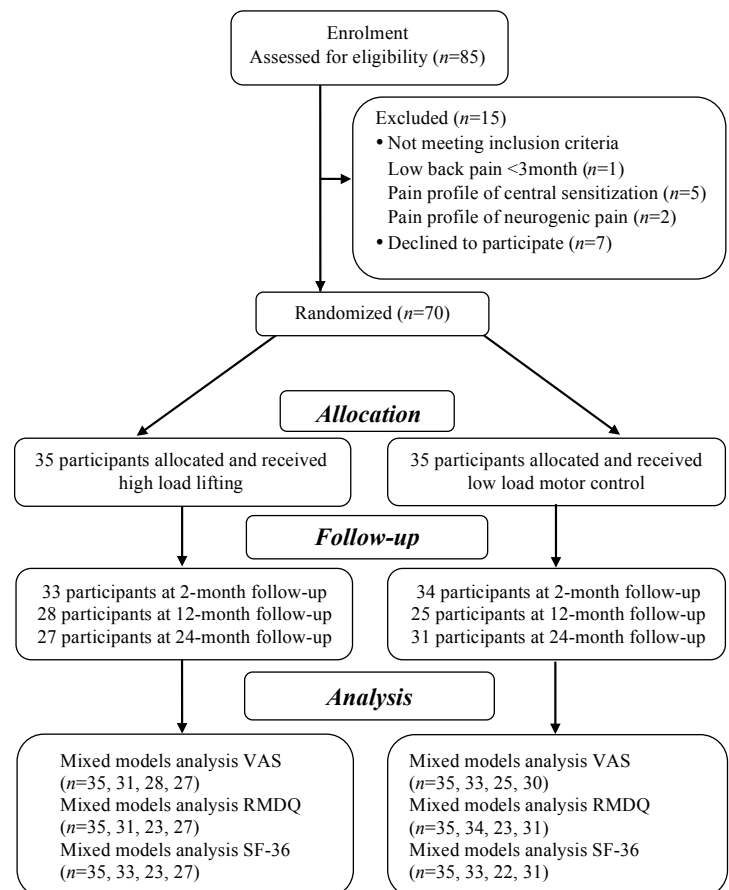 Enrolment
Assessed for eligibility (n=85)
Excluded (n=15)
• Not meeting inclusion criteria
Low back pain <3month (n=1)
Pain profile of central sensitization (n=5)
Pain profile of neurogenic pain (n=2)
• Declined to participate (n=7)
Randomized (n=70)
Allocation
35 participants allocated and received
high load lifting
35 participants allocated and received
low load motor control
Follow-up
33 participants at 2-month follow-up
28 participants at 12-month follow-up
27 participants at 24-month follow-up
34 participants at 2-month follow-up
25 participants at 12-month follow-up
31 participants at 24-month follow-up
Analysis
Mixed models analysis VAS
(n=35, 31, 28, 27)
Mixed models analysis RMDQ
(n=35, 31, 23, 27)
Mixed models analysis SF-36
(n=35, 33, 23, 27)
Mixed models analysis VAS
(n=35, 33, 25, 30)
Mixed models analysis RMDQ
(n=35, 34, 23, 31)
Mixed models analysis SF-36
(n=35, 33, 22, 31)